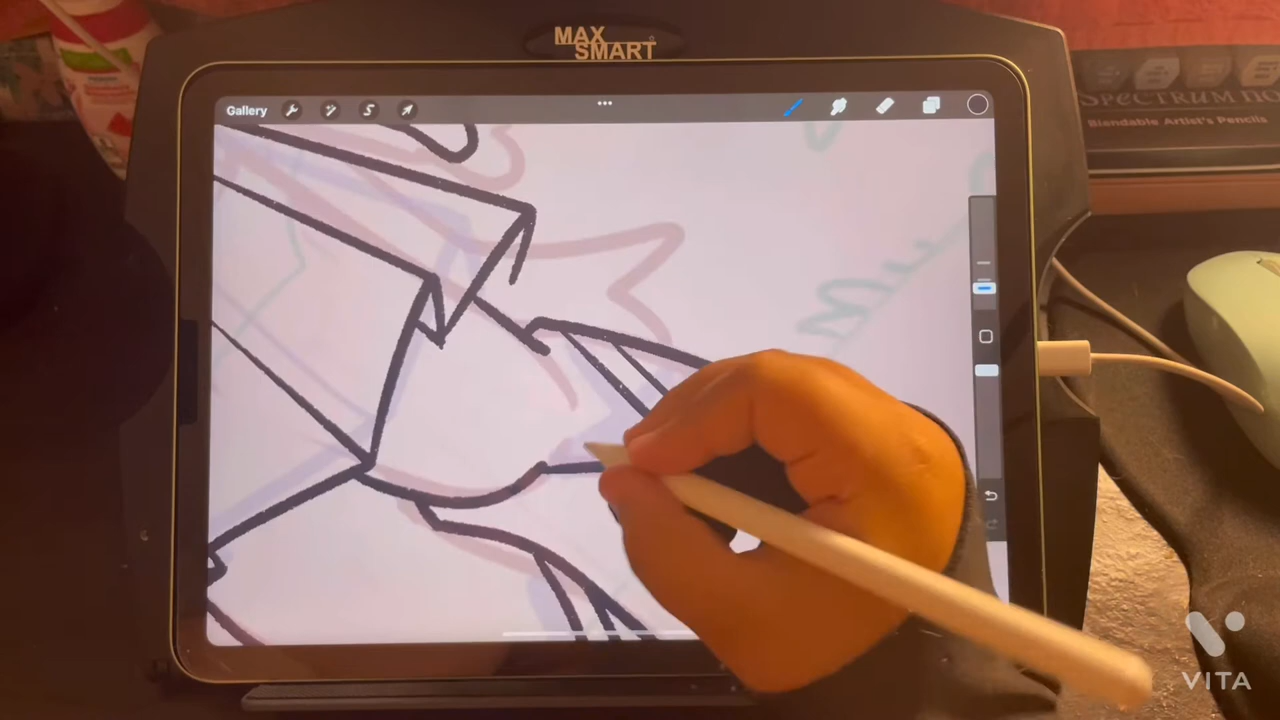 MAX
SMART
Gallery
SPECTRUM NO
Blendable Artist's Pencils
VITA